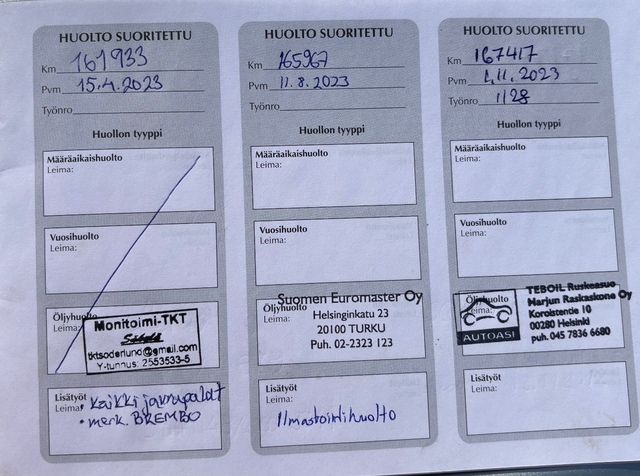 HUOLTO SUORITETTU
Km 161933
Pvm 15.4.2023
Työnro
Huollon tyyppi
Määräaikaishuolto
Leima:
Vuosihuolto
Leima:
Öljyhuolto
Leima:
Monitoimi-TKT
tktsoderlund@gmail.com
Y-tunnus: 2553533-5
Lisätyöt
Leima:
• Kaikki jarrupalat
• merk. BREMBO
HUOLTO SUORITETTU
Km 165967
Pvm 11.8.2023
Työnro
Huollon tyyppi
Määräaikaishuolto
Leima:
Vuosihuolto
Leima:
Öljyhuolto
Leima:
Suomen Euromaster Oy
Helsinginkatu 23
20100 TURKU
Puh. 02-2323 123
Lisätyöt
Leima:
Ilmastointihuolto
HUOLTO SUORITETTU
Km 167417
Pvm 1.11.2023
Työnro 1128
Huollon tyyppi
Määräaikaishuolto
Leima:
Vuosihuolto
Leima:
Öljyhuolto
Leima:
AUTOASI
TEBOIL Ruskeasuo
Harjun Raskaskone Oy
Koroistentie 10
00280 Helsinki
puh. 045 7836 6680
Lisätyöt
Leima: